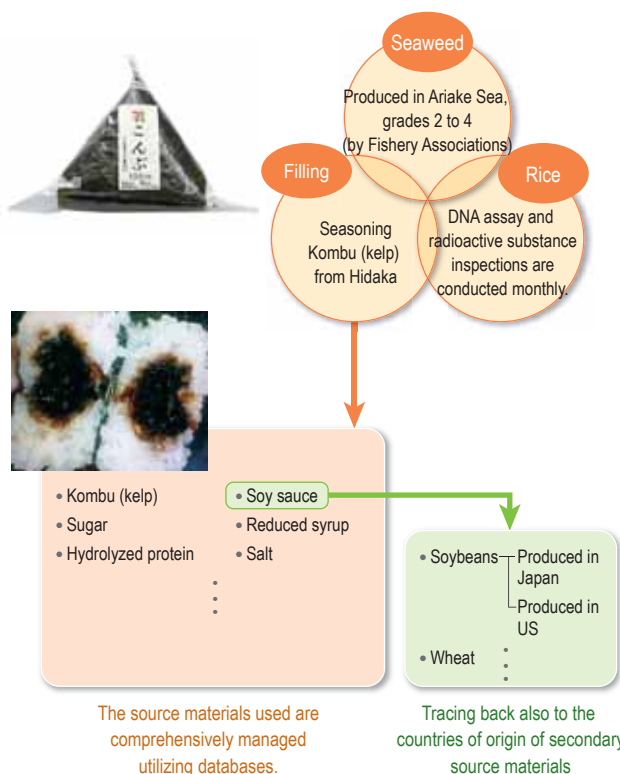 Seaweed
Produced in Ariake Sea,
grades 2 to 4
(by Fishery Associations)
Filling
Rice
Seasoning
Kombu (kelp)
from Hidaka
DNA assay and
radioactive substance
inspections are
conducted monthly.
こんぶ
• Kombu (kelp)
• Sugar
• Hydrolyzed protein
• Soy sauce
• Reduced syrup
• Salt
• Soybeans
Produced in
Japan
Produced in
US
• Wheat
The source materials used are
comprehensively managed
utilizing databases.
Tracing back also to the
countries of origin of secondary
source materials